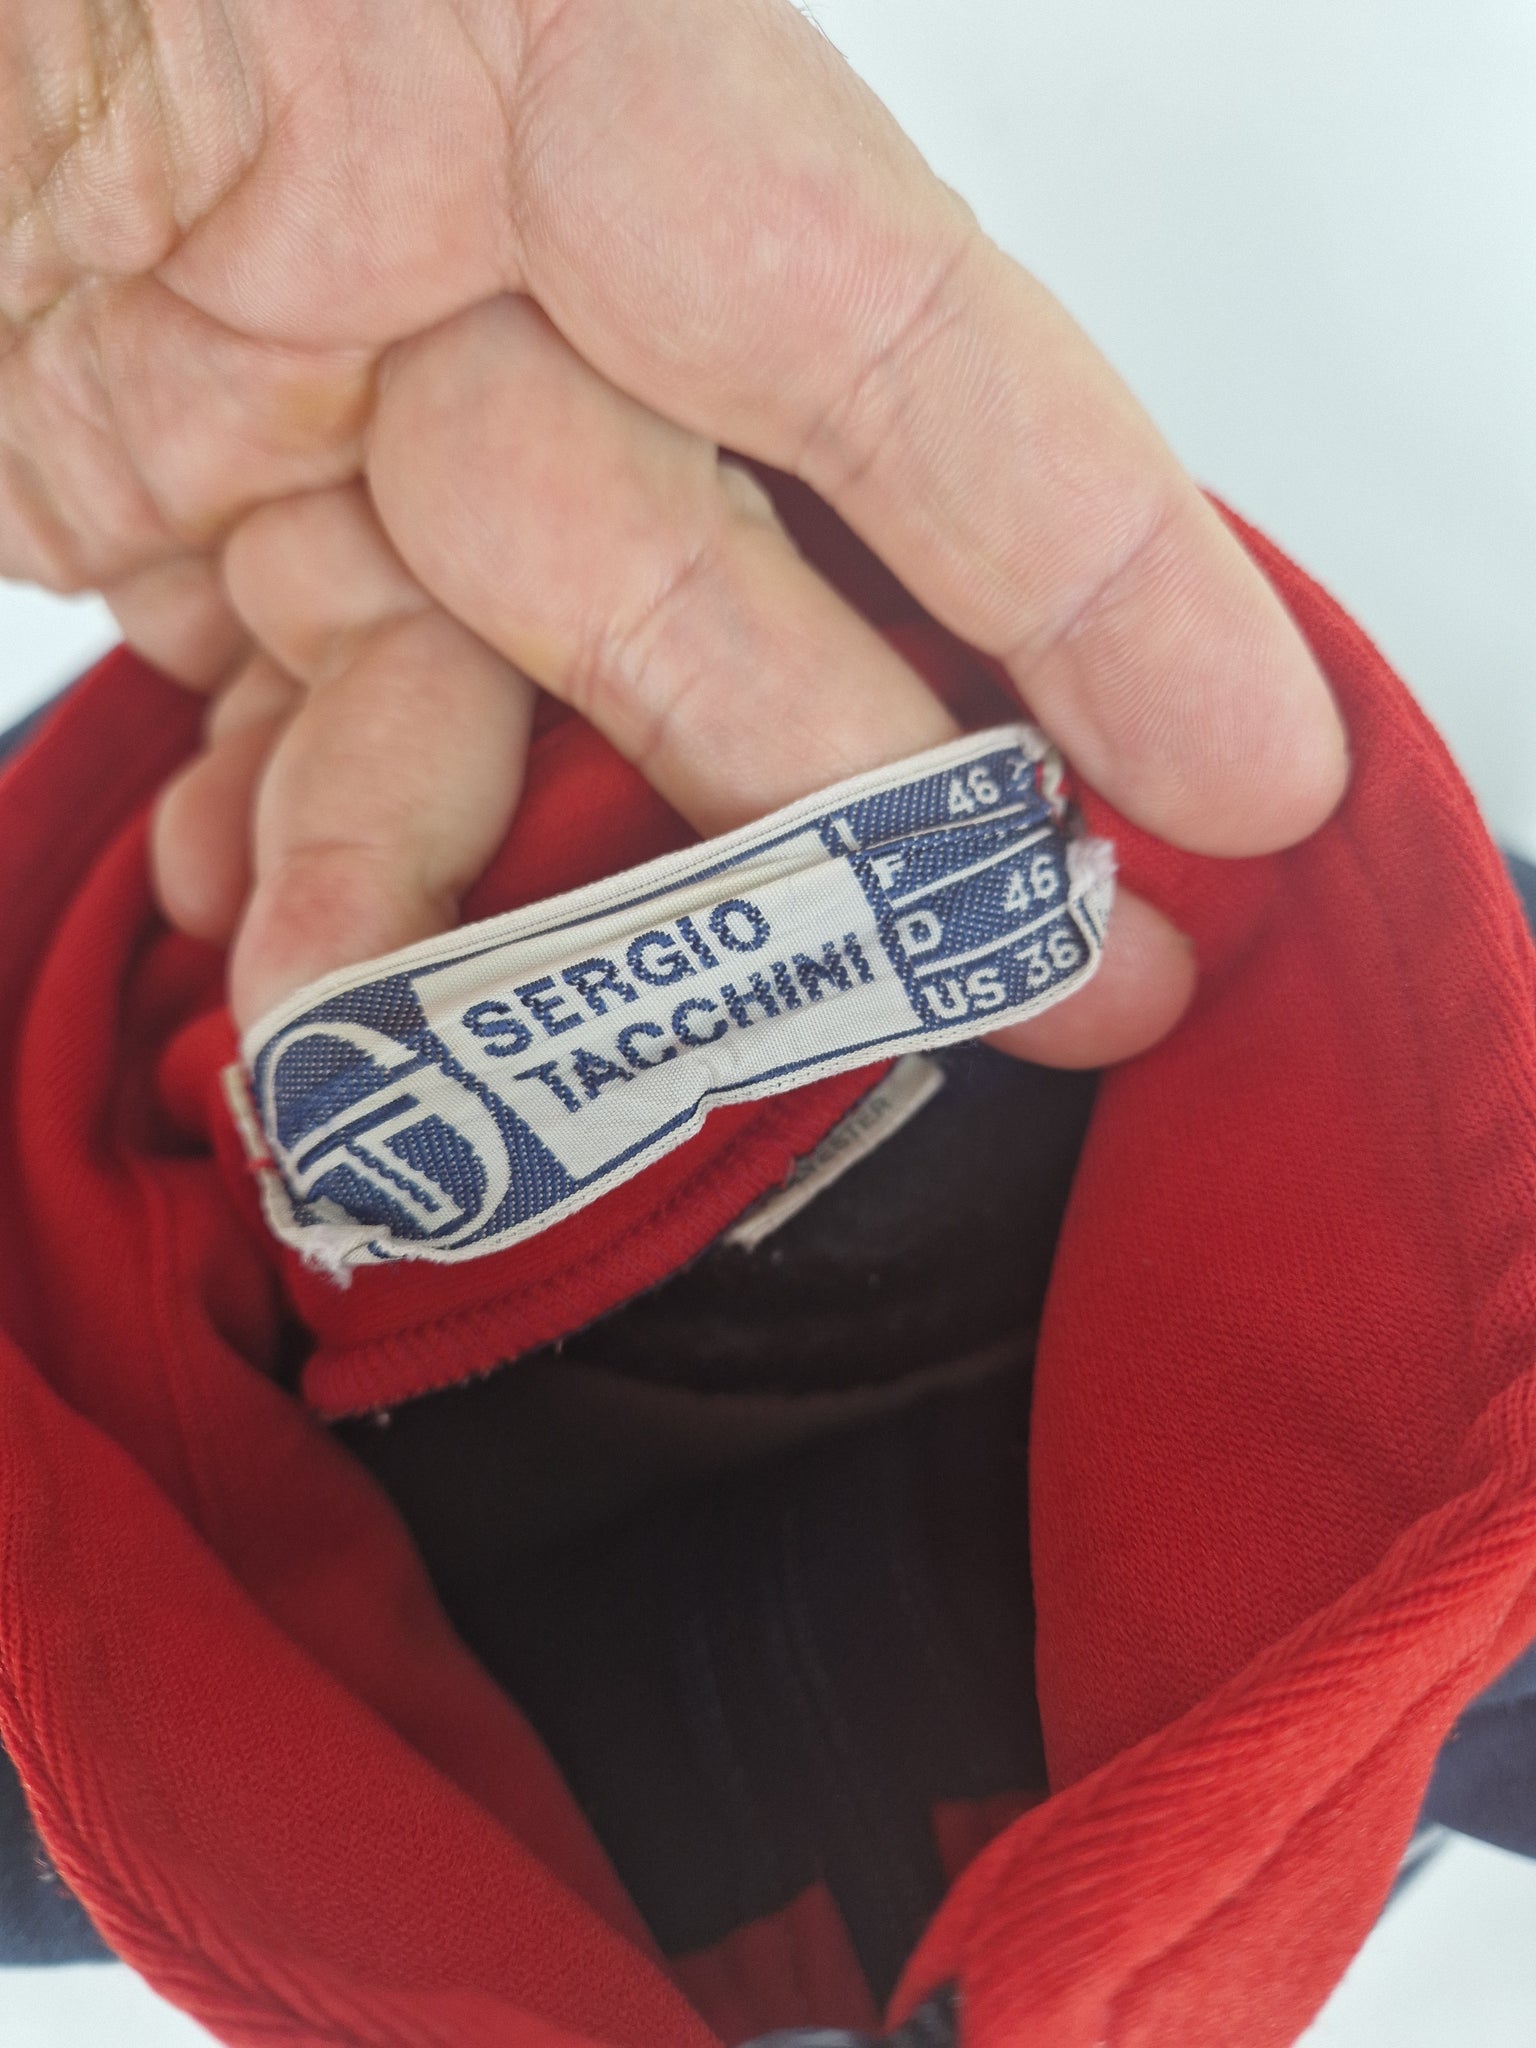 SERGIO
TACCHINI
I 46
F
D 46
US 36